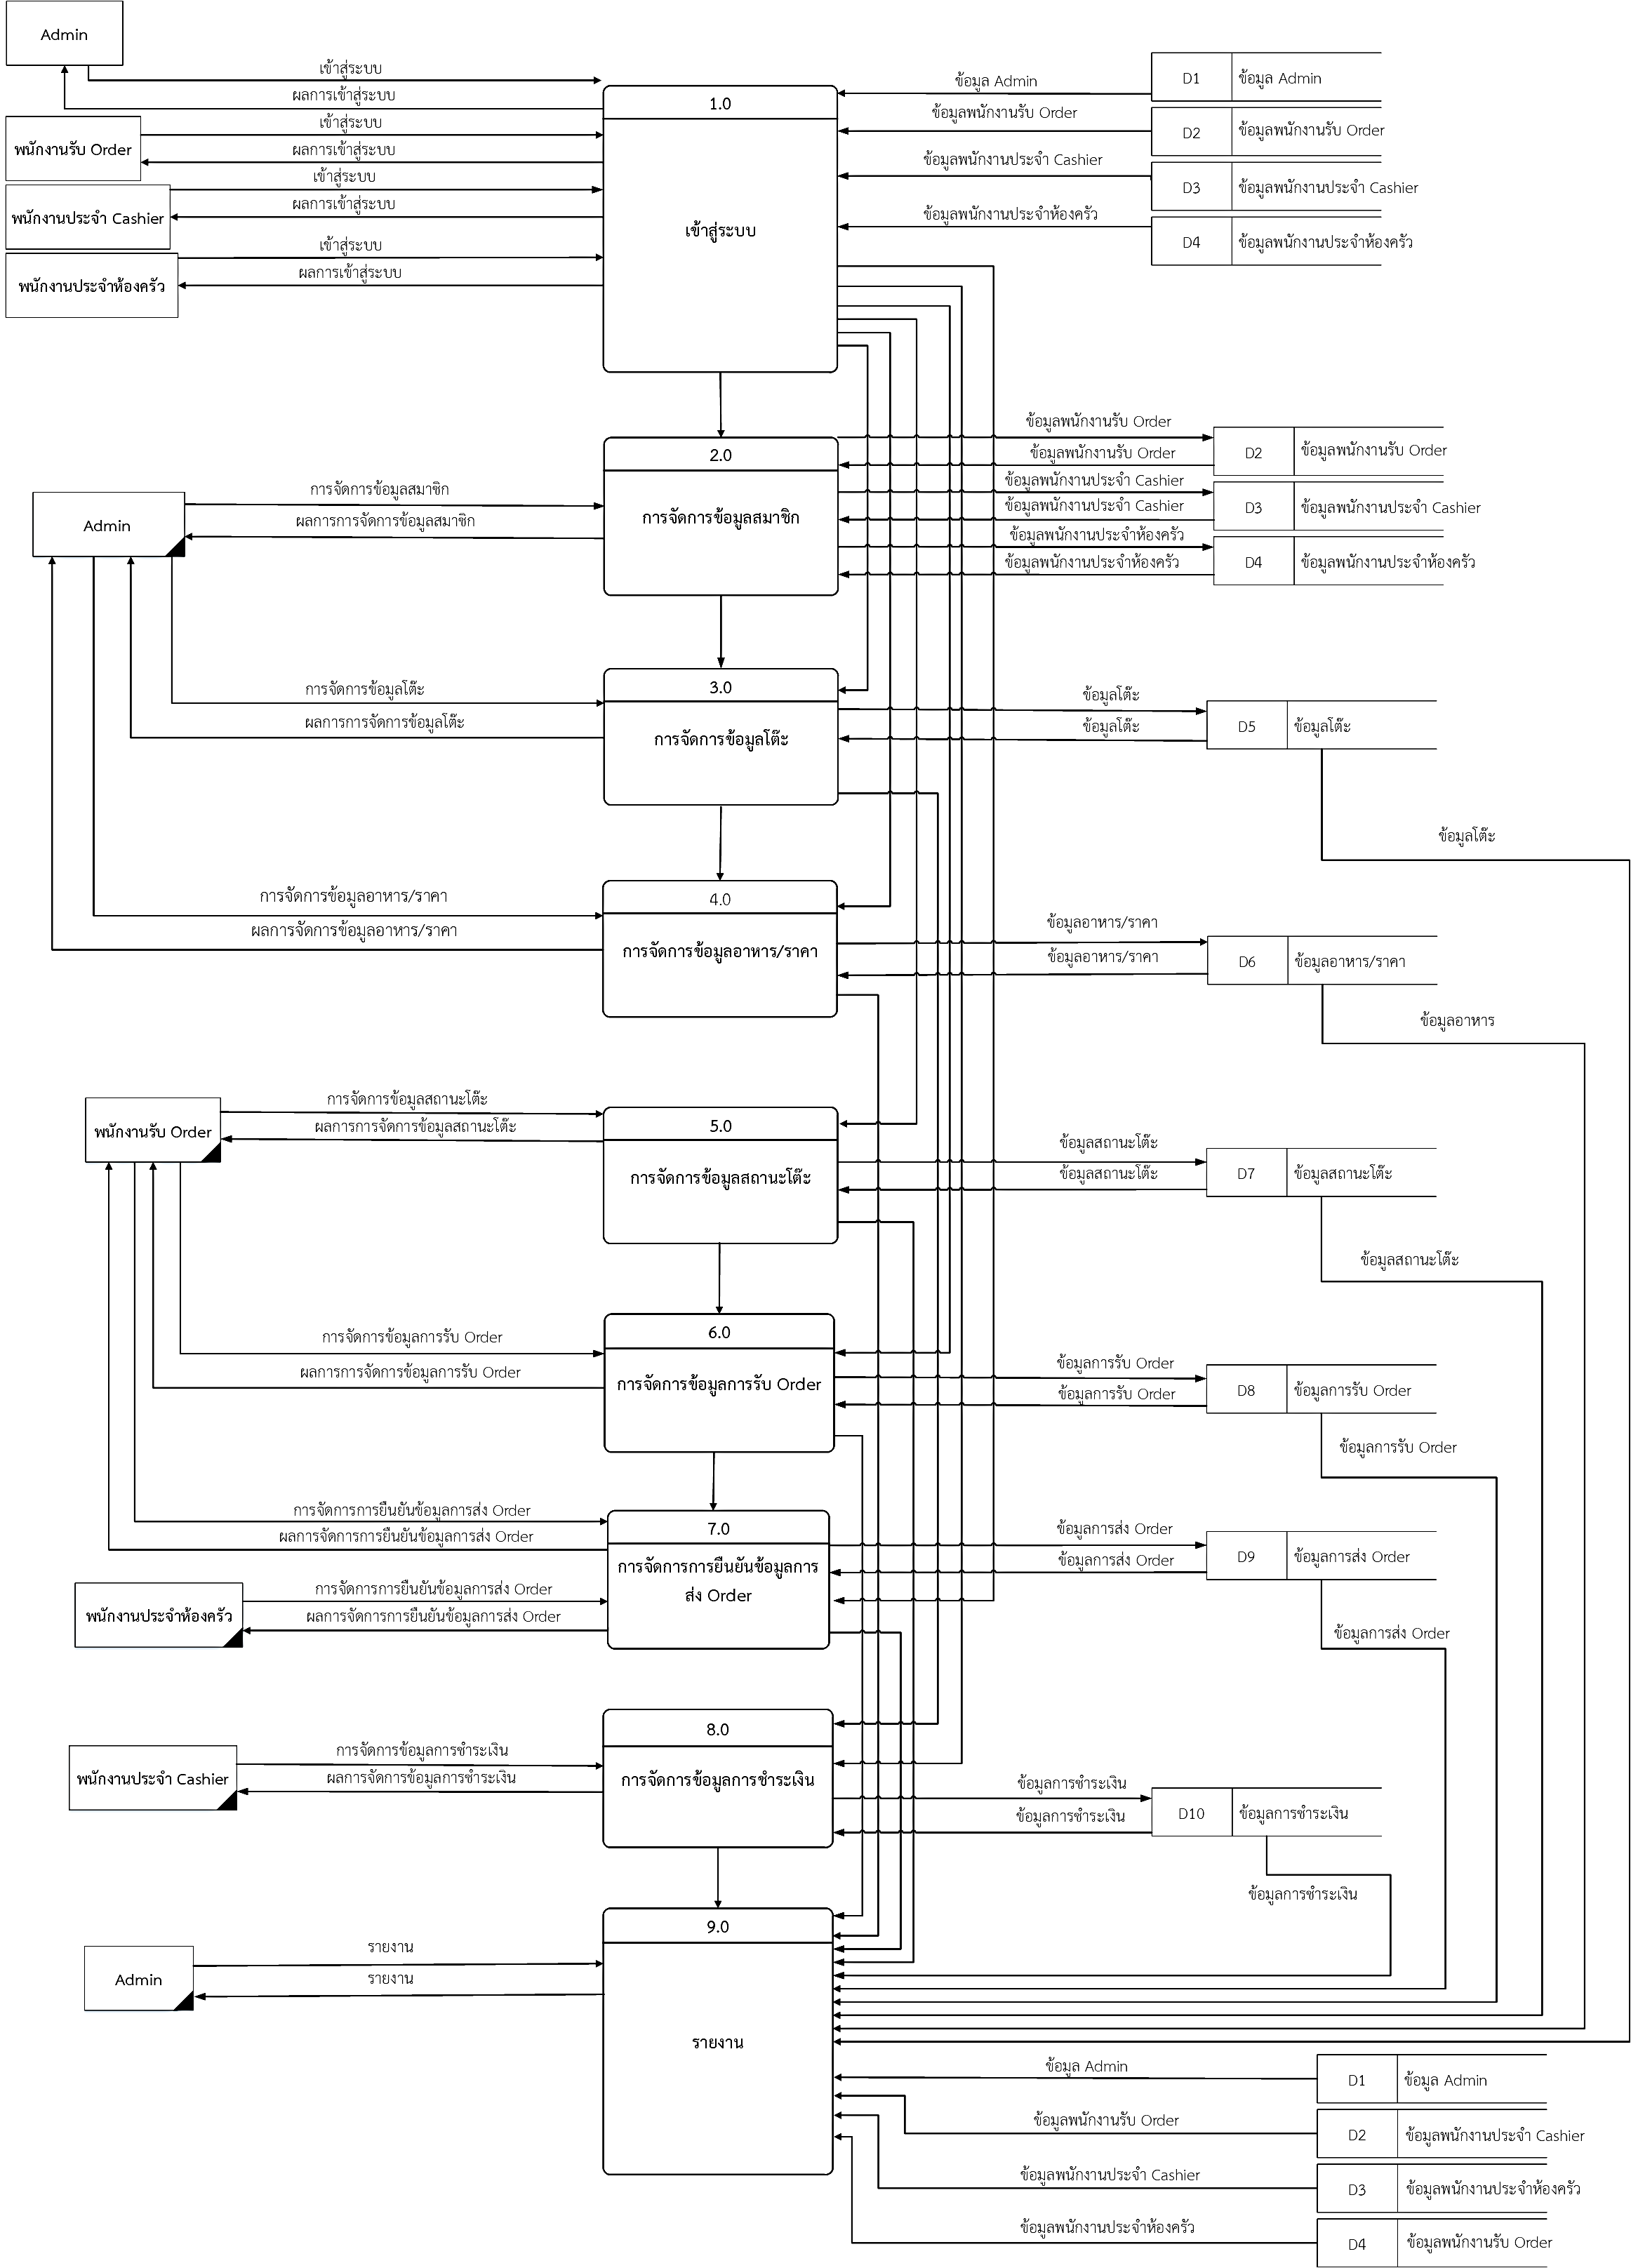 Admin
เข้าสู่ระบบ
ผลการเข้าสู่ระบบ
พนักงานรับ Order
เข้าสู่ระบบ
ผลการเข้าสู่ระบบ
พนักงานประจำ Cashier
เข้าสู่ระบบ
ผลการเข้าสู่ระบบ
พนักงานประจำห้องครัว
เข้าสู่ระบบ
ผลการเข้าสู่ระบบ
1.0
เข้าสู่ระบบ
ข้อมูล Admin
D1
ข้อมูล Admin
ข้อมูลพนักงานรับ Order
D2
ข้อมูลพนักงานรับ Order
ข้อมูลพนักงานประจำ Cashier
D3
ข้อมูลพนักงานประจำ Cashier
ข้อมูลพนักงานประจำห้องครัว
D4
ข้อมูลพนักงานประจำห้องครัว
Admin
การจัดการข้อมูลสมาชิก
ผลการการจัดการข้อมูลสมาชิก
2.0
การจัดการข้อมูลสมาชิก
ข้อมูลพนักงานรับ Order
ข้อมูลพนักงานรับ Order
D2
ข้อมูลพนักงานรับ Order
ข้อมูลพนักงานประจำ Cashier
ข้อมูลพนักงานประจำ Cashier
D3
ข้อมูลพนักงานประจำ Cashier
ข้อมูลพนักงานประจำห้องครัว
ข้อมูลพนักงานประจำห้องครัว
D4
ข้อมูลพนักงานประจำห้องครัว
การจัดการข้อมูลโต๊ะ
ผลการการจัดการข้อมูลโต๊ะ
3.0
การจัดการข้อมูลโต๊ะ
ข้อมูลโต๊ะ
ข้อมูลโต๊ะ
D5
ข้อมูลโต๊ะ
ข้อมูลโต๊ะ
การจัดการข้อมูลอาหาร/ราคา
ผลการจัดการข้อมูลอาหาร/ราคา
4.0
การจัดการข้อมูลอาหาร/ราคา
ข้อมูลอาหาร/ราคา
ข้อมูลอาหาร/ราคา
D6
ข้อมูลอาหาร/ราคา
ข้อมูลอาหาร
พนักงานรับ Order
การจัดการข้อมูลสถานะโต๊ะ
ผลการการจัดการข้อมูลสถานะโต๊ะ
5.0
การจัดการข้อมูลสถานะโต๊ะ
ข้อมูลสถานะโต๊ะ
ข้อมูลสถานะโต๊ะ
D7
ข้อมูลสถานะโต๊ะ
ข้อมูลสถานะโต๊ะ
การจัดการข้อมูลการรับ Order
ผลการการจัดการข้อมูลการรับ Order
6.0
การจัดการข้อมูลการรับ Order
ข้อมูลการรับ Order
ข้อมูลการรับ Order
D8
ข้อมูลการรับ Order
ข้อมูลการรับ Order
การจัดการการยืนยันข้อมูลการส่ง Order
ผลการจัดการการยืนยันข้อมูลการส่ง Order
พนักงานประจำห้องครัว
การจัดการการยืนยันข้อมูลการส่ง Order
ผลการจัดการการยืนยันข้อมูลการส่ง Order
7.0
การจัดการการยืนยันข้อมูลการ
ส่ง Order
ข้อมูลการส่ง Order
ข้อมูลการส่ง Order
D9
ข้อมูลการส่ง Order
ข้อมูลการส่ง Order
พนักงานประจำ Cashier
การจัดการข้อมูลการชำระเงิน
ผลการจัดการข้อมูลการชำระเงิน
8.0
การจัดการข้อมูลการชำระเงิน
ข้อมูลการชำระเงิน
ข้อมูลการชำระเงิน
D10
ข้อมูลการชำระเงิน
ข้อมูลการชำระเงิน
Admin
รายงาน
รายงาน
9.0
รายงาน
ข้อมูล Admin
D1
ข้อมูล Admin
ข้อมูลพนักงานรับ Order
D2
ข้อมูลพนักงานประจำ Cashier
ข้อมูลพนักงานประจำ Cashier
D3
ข้อมูลพนักงานประจำห้องครัว
ข้อมูลพนักงานประจำห้องครัว
D4
ข้อมูลพนักงานรับ Order